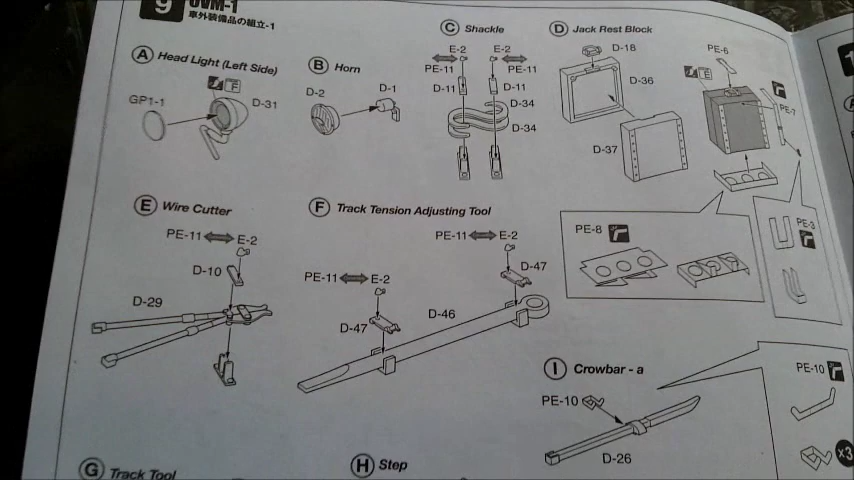 9 OVM-1
車外装備品の組立-1
A Head Light (Left Side)
GP1-1
F
D-31
B Horn
D-2
D-1
C Shackle
E-2 E-2
PE-11 PE-11
D-11 D-11
D-34
D-34
D Jack Rest Block
D-18
D-36
D-37
PE-6
F
PE-7
PE-8
PE-3
E Wire Cutter
PE-11 E-2
D-10
D-29
F Track Tension Adjusting Tool
PE-11 E-2
D-47
PE-11 E-2
D-47
D-46
I Crowbar - a
PE-10
D-26
PE-10
x3
G Track Tool
H Step
1